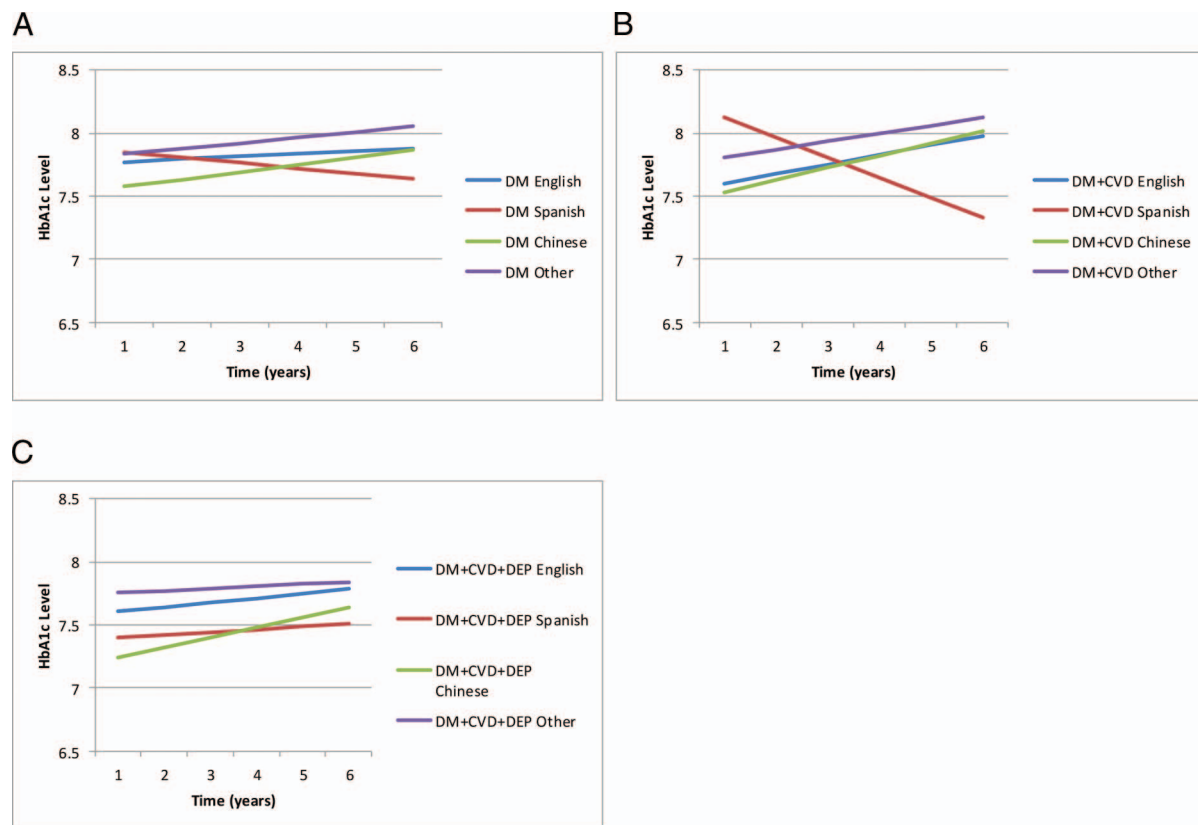 A
8.5
8
7.5
7
6.5
HbA1c Level
1 2 3 4 5 6
Time (years)
DM English
DM Spanish
DM Chinese
DM Other
B
8.5
8
7.5
7
6.5
HbA1c Level
1 2 3 4 5 6
Time (years)
DM+CVD English
DM+CVD Spanish
DM+CVD Chinese
DM+CVD Other
C
8.5
8
7.5
7
6.5
HbA1c Level
1 2 3 4 5 6
Time (years)
DM+CVD+DEP English
DM+CVD+DEP Spanish
DM+CVD+DEP
Chinese
DM+CVD+DEP Other